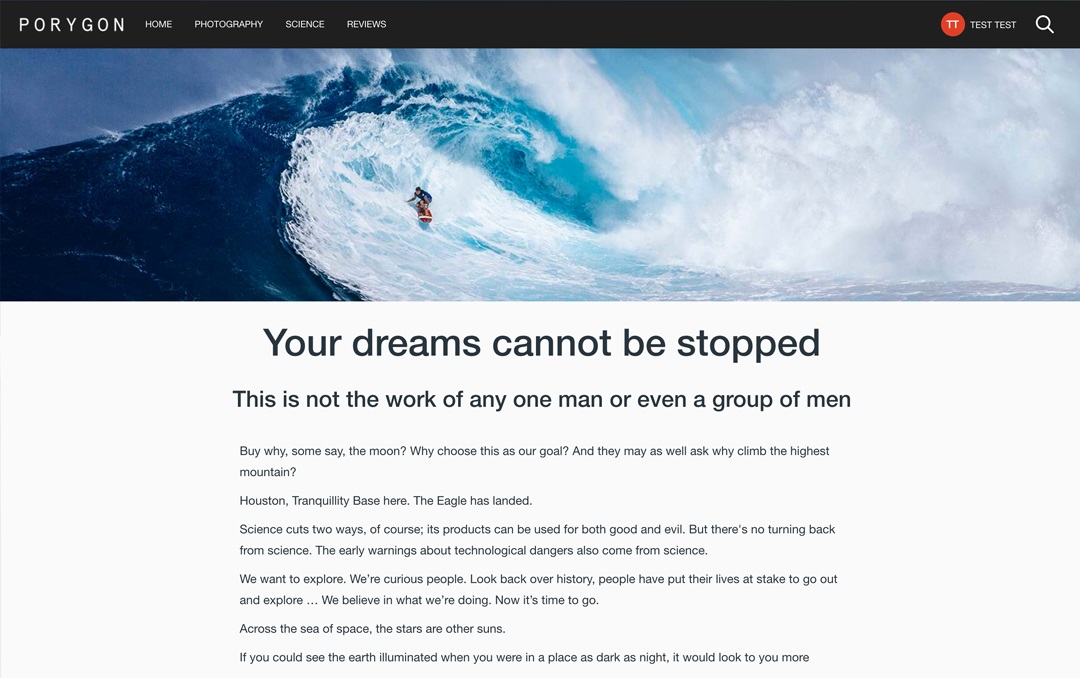 PORYGON HOME PHOTOGRAPHY SCIENCE REVIEWS TT TEST TEST
Your dreams cannot be stopped
This is not the work of any one man or even a group of men
Buy why, some say, the moon? Why choose this as our goal? And they may as well ask why climb the highest
mountain?
Houston, Tranquillity Base here. The Eagle has landed.
Science cuts two ways, of course; its products can be used for both good and evil. But there's no turning back
from science. The early warnings about technological dangers also come from science.
We want to explore. We’re curious people. Look back over history, people have put their lives at stake to go out
and explore … We believe in what we’re doing. Now it’s time to go.
Across the sea of space, the stars are other suns.
If you could see the earth illuminated when you were in a place as dark as night, it would look to you more